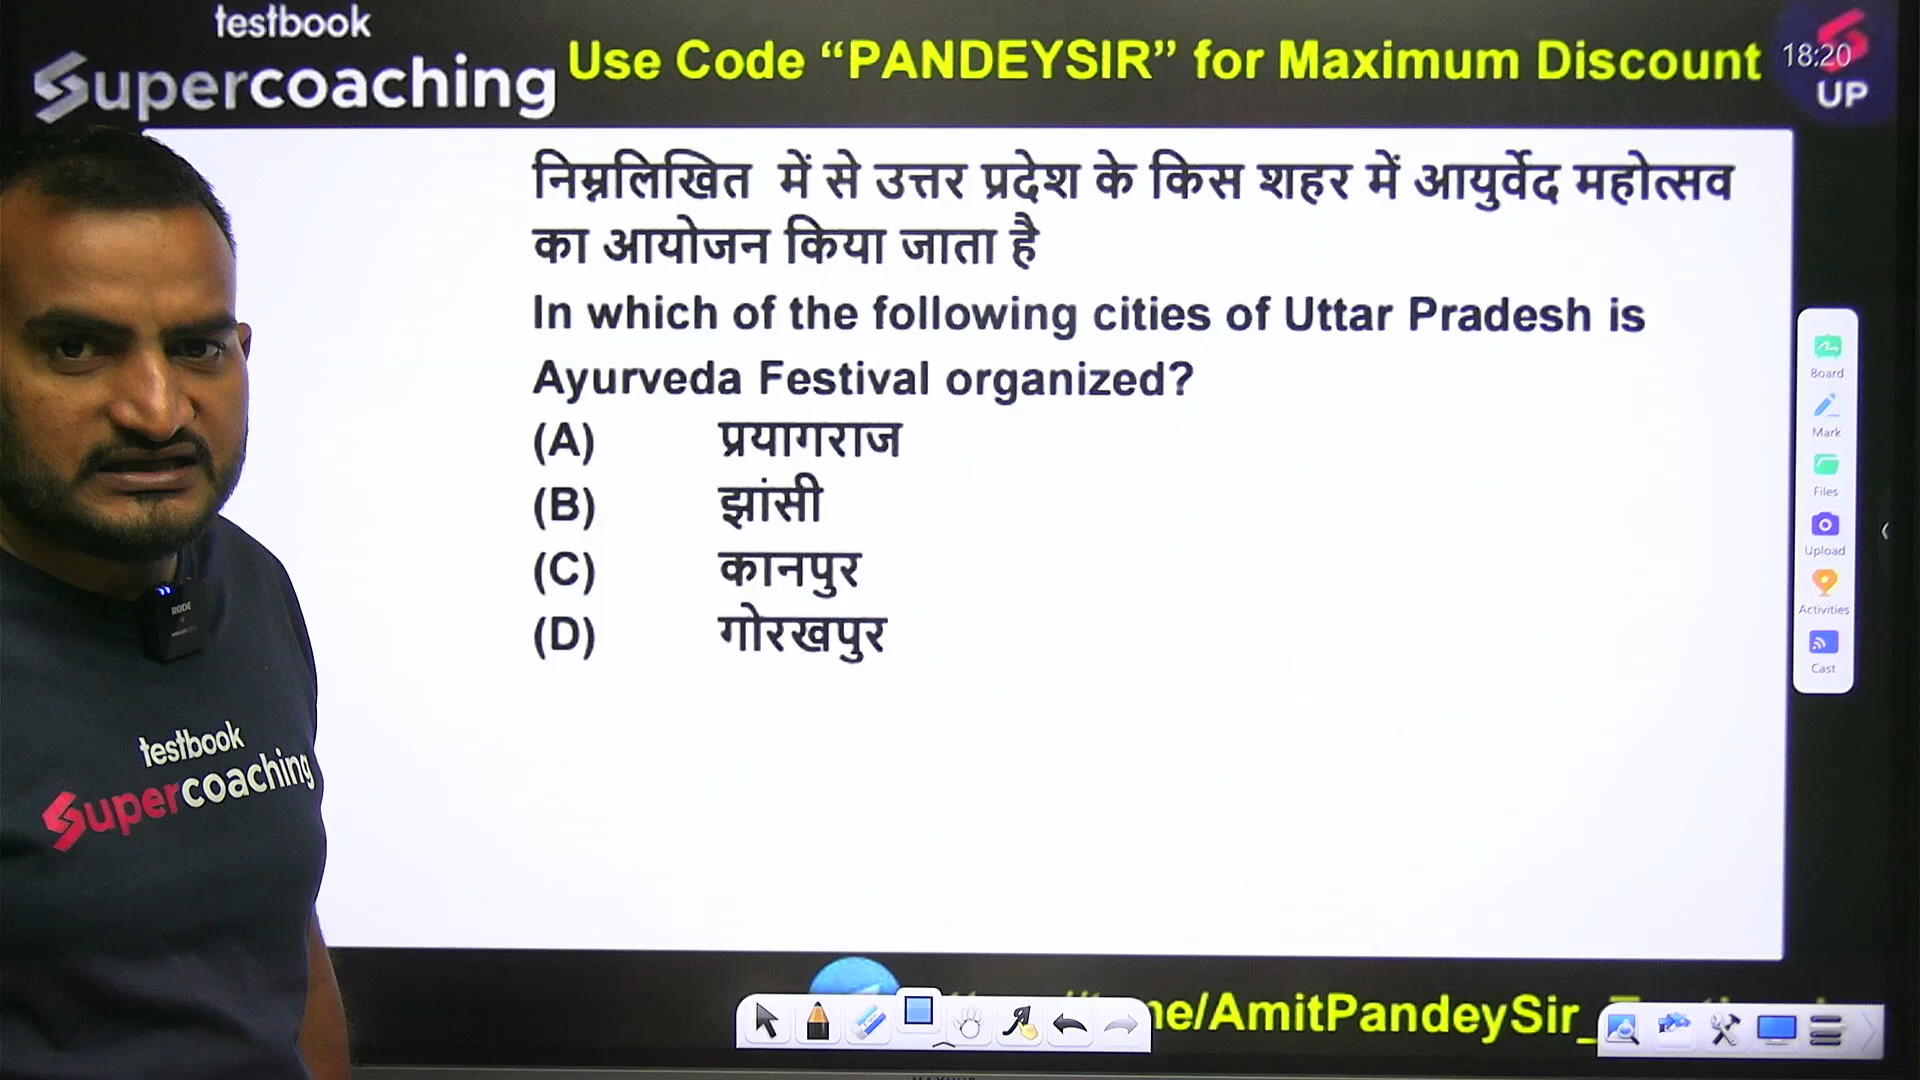 testbook
Supercoaching
Use Code “PANDEYSIR” for Maximum Discount
18:20
UP
निम्नलिखित में से उत्तर प्रदेश के किस शहर में आयुर्वेद महोत्सव
का आयोजन किया जाता है
In which of the following cities of Uttar Pradesh is
Ayurveda Festival organized?
(A) प्रयागराज
(B) झांसी
(C) कानपुर
(D) गोरखपुर
Board
Mark
Files
Upload
Activities
Cast
RODE
testbook
Supercoaching
me/AmitPandeySir_